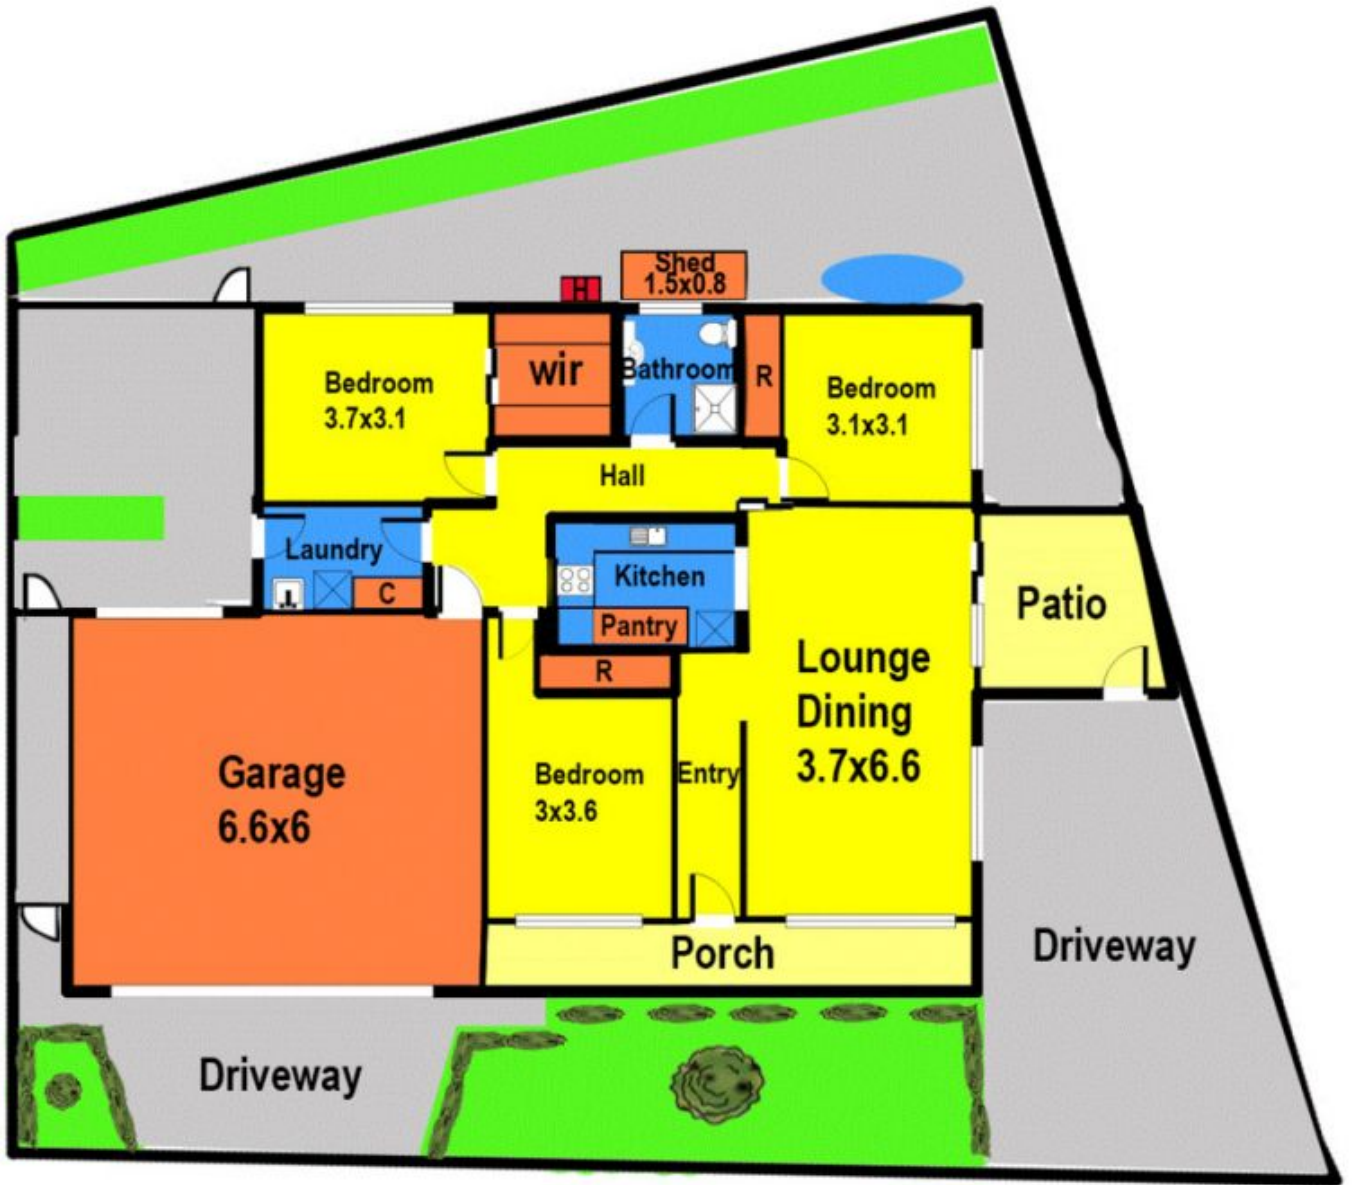 Shed
1.5x0.8
H
Bedroom
3.7x3.1
wir
Bathroom
R
Bedroom
3.1x3.1
Hall
Laundry
C
Kitchen
Pantry
R
Patio
Lounge
Dining
3.7x6.6
Garage
6.6x6
Bedroom
3x3.6
Entry
Porch
Driveway
Driveway